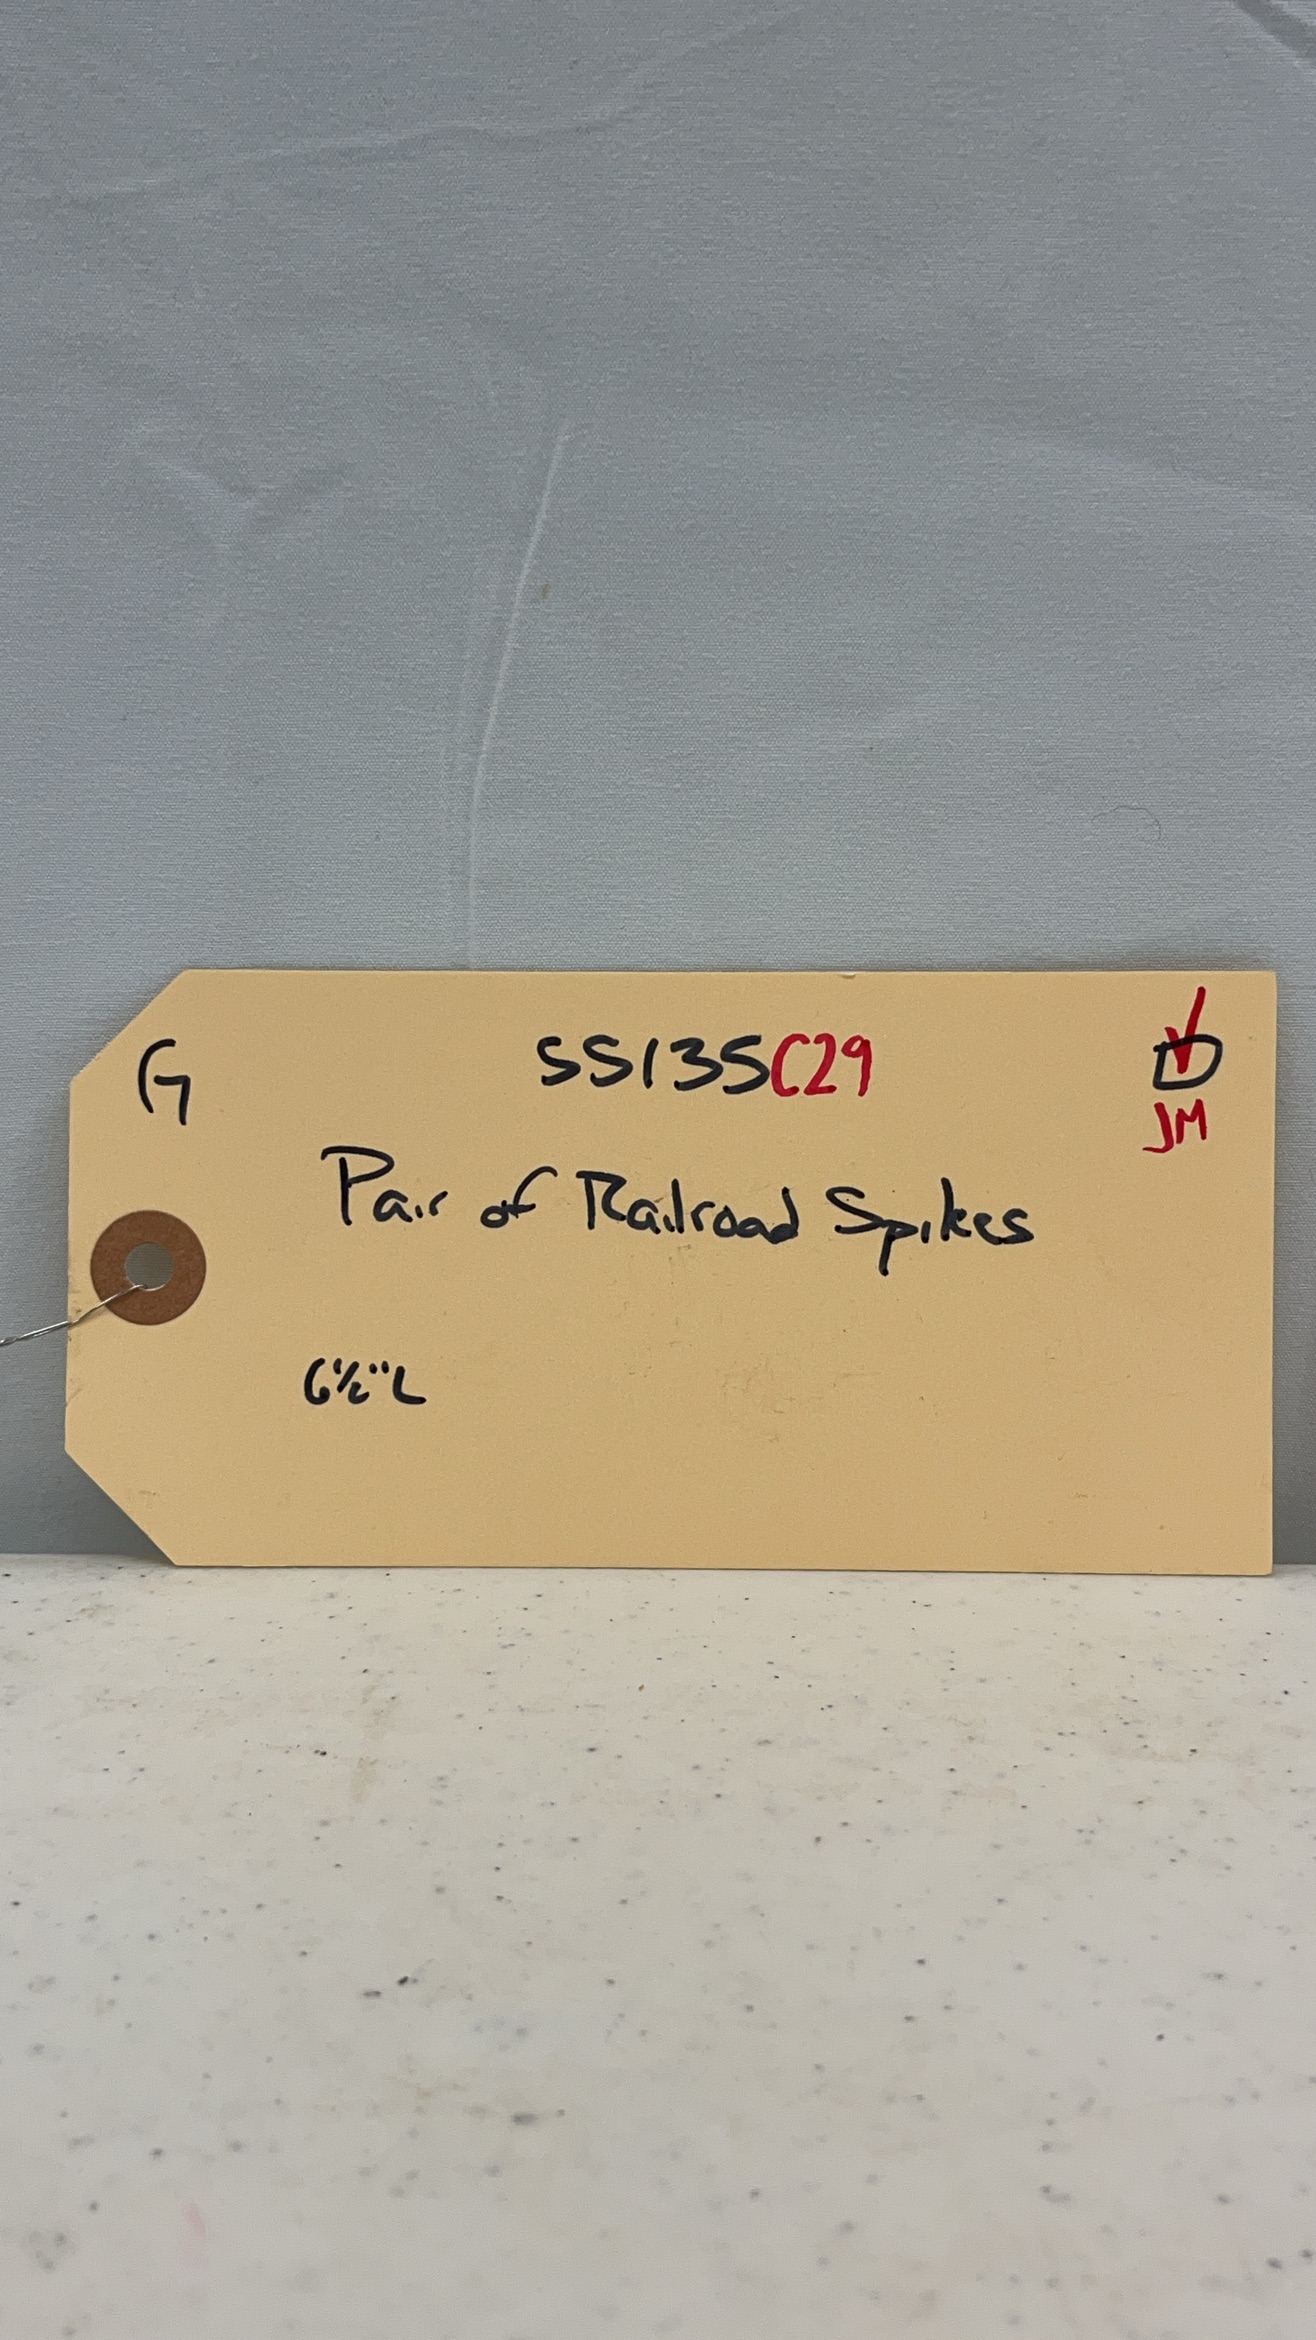 G SS135C29
JM
Pair of Railroad Spikes
6½"L